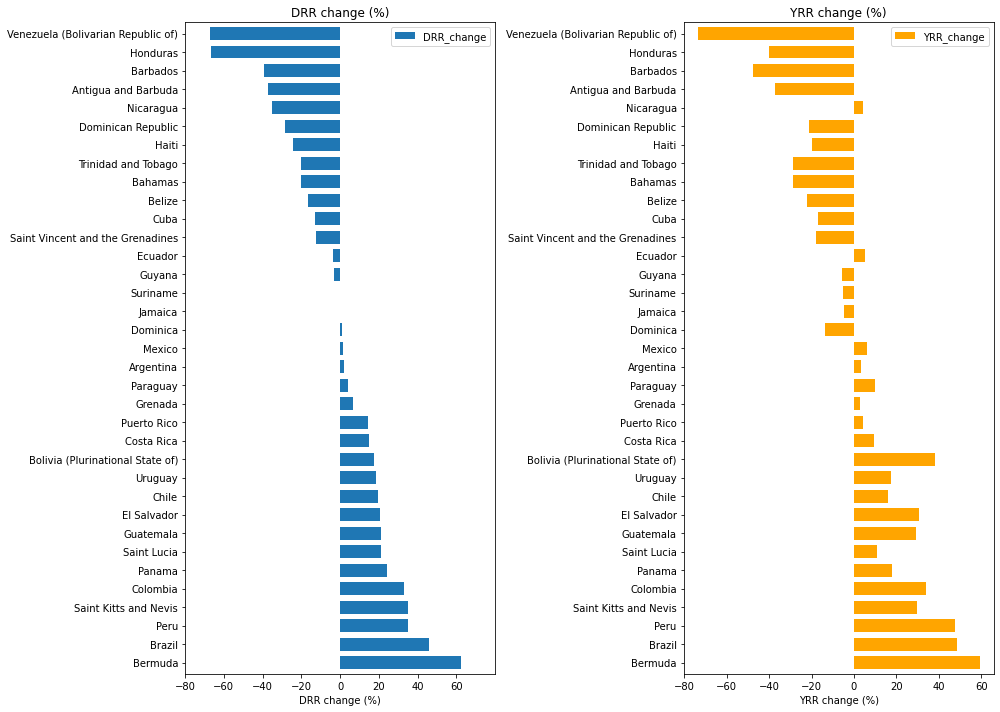 DRR change (%)
DRR_change
Venezuela (Bolivarian Republic of)
Honduras
Barbados
Antigua and Barbuda
Nicaragua
Dominican Republic
Haiti
Trinidad and Tobago
Bahamas
Belize
Cuba
Saint Vincent and the Grenadines
Ecuador
Guyana
Suriname
Jamaica
Dominica
Mexico
Argentina
Paraguay
Grenada
Puerto Rico
Costa Rica
Bolivia (Plurinational State of)
Uruguay
Chile
El Salvador
Guatemala
Saint Lucia
Panama
Colombia
Saint Kitts and Nevis
Peru
Brazil
Bermuda
−80 −60 −40 −20 0 20 40 60
DRR change (%)
YRR change (%)
YRR_change
Venezuela (Bolivarian Republic of)
Honduras
Barbados
Antigua and Barbuda
Nicaragua
Dominican Republic
Haiti
Trinidad and Tobago
Bahamas
Belize
Cuba
Saint Vincent and the Grenadines
Ecuador
Guyana
Suriname
Jamaica
Dominica
Mexico
Argentina
Paraguay
Grenada
Puerto Rico
Costa Rica
Bolivia (Plurinational State of)
Uruguay
Chile
El Salvador
Guatemala
Saint Lucia
Panama
Colombia
Saint Kitts and Nevis
Peru
Brazil
Bermuda
−80 −60 −40 −20 0 20 40 60
YRR change (%)